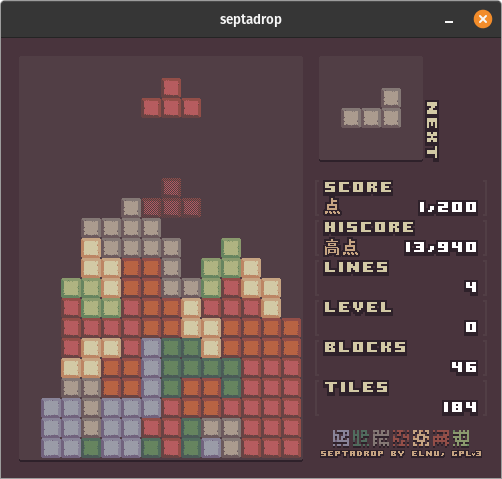 septadrop
NEXT
SCORE
点 1,200
HISCORE
高点 13,940
LINES
4
LEVEL
0
BLOCKS
46
TILES
184
SEPTADROP BY ELNU, GPLv3